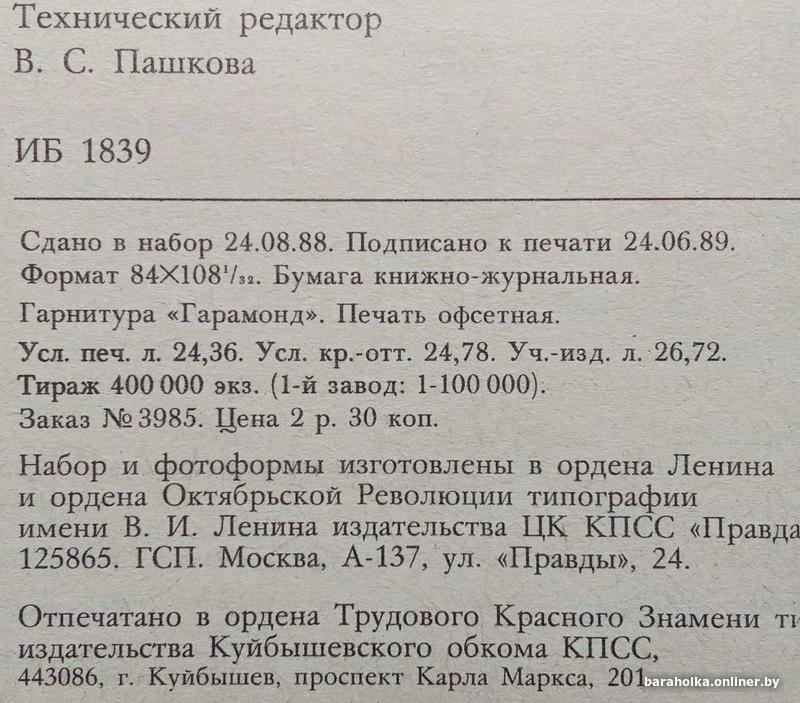 Технический редактор
В. С. Пашкова
ИБ 1839
Сдано в набор 24.08.88. Подписано к печати 24.06.89.
Формат 84×108¹/₃₂. Бумага книжно-журнальная.
Гарнитура «Гарамонд». Печать офсетная.
Усл. печ. л. 24,36. Усл. кр.-отт. 24,78. Уч.-изд. л. 26,72.
Тираж 400 000 экз. (1-й завод: 1-100 000).
Заказ № 3985. Цена 2 р. 30 коп.
Набор и фотоформы изготовлены в ордена Ленина
и ордена Октябрьской Революции типографии
имени В. И. Ленина издательства ЦК КПСС «Правда
125865. ГСП. Москва, А-137, ул. «Правды», 24.
Отпечатано в ордена Трудового Красного Знамени ти
издательства Куйбышевского обкома КПСС,
443086, г. Куйбышев, проспект Карла Маркса, 201
baraholka.onliner.by